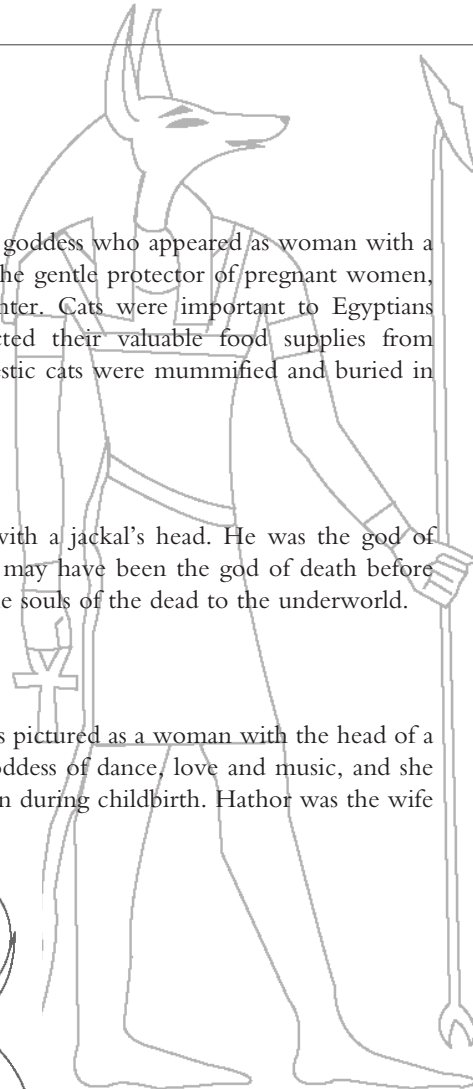 goddess who appeared as woman with a
he gentle protector of pregnant women,
nter. Cats were important to Egyptians
cted their valuable food supplies from
estic cats were mummified and buried in
with a jackal's head. He was the god of
may have been the god of death before
e souls of the dead to the underworld.
s pictured as a woman with the head of a
oddess of dance, love and music, and she
n during childbirth. Hathor was the wife